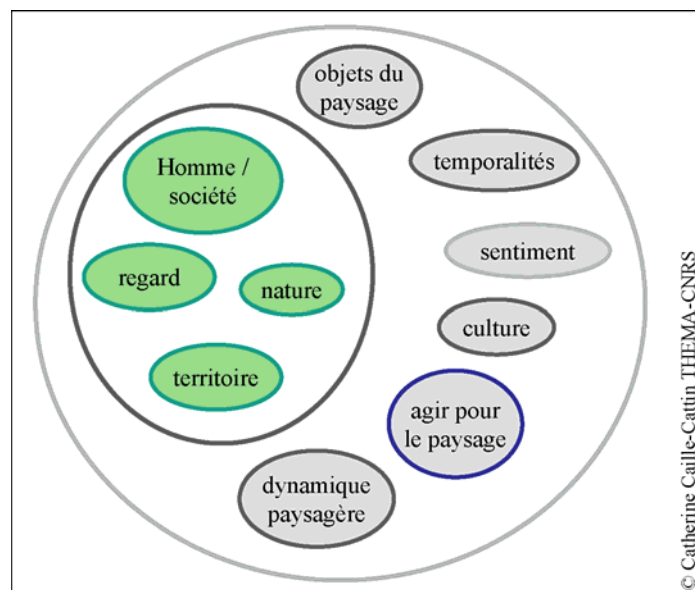 objets du
paysage
Homme /
société
temporalités
sentiment
regard
nature
culture
territoire
agir pour
le paysage
dynamique
paysagère
© Catherine Caille-Cattin THEMA-CNRS